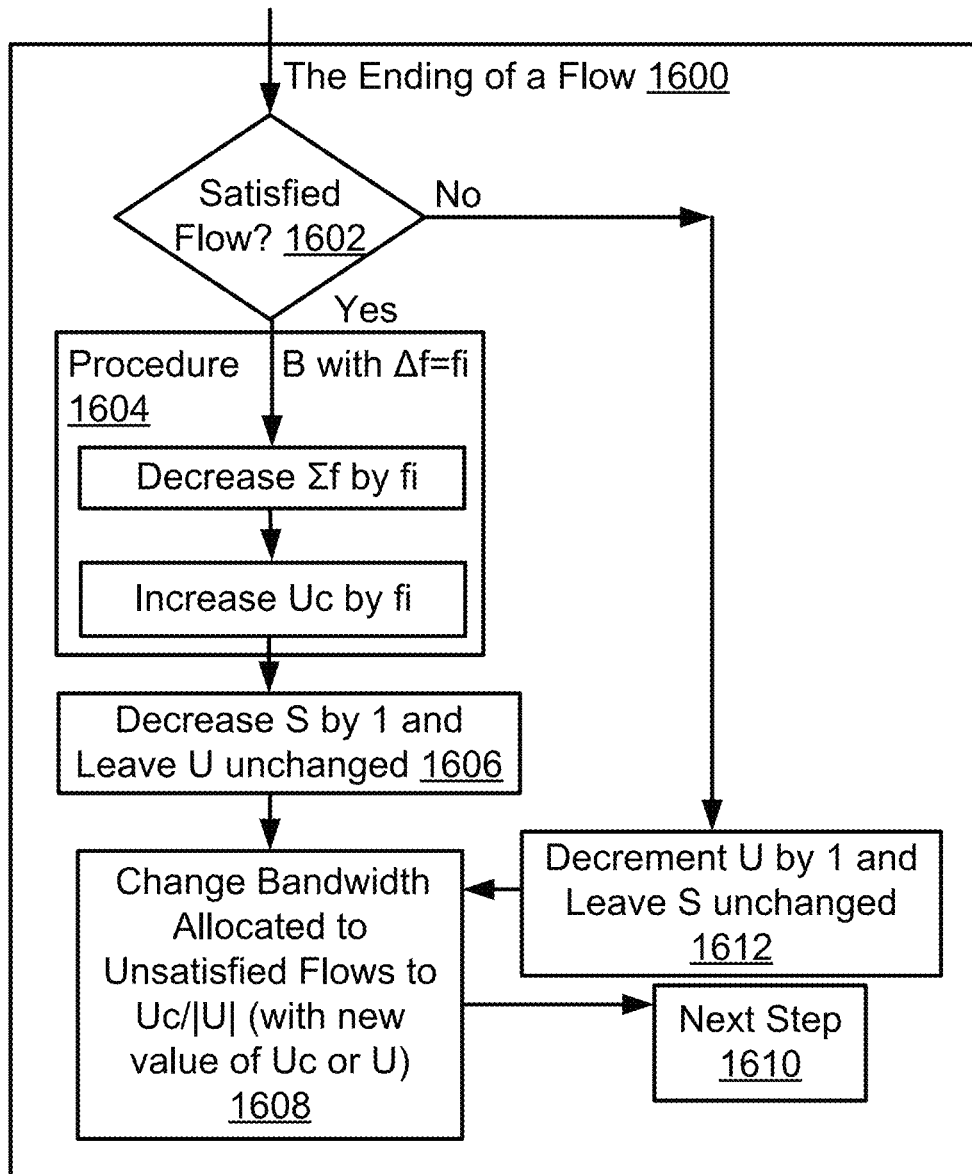 The Ending of a Flow 1600
Satisfied
Flow? 1602
No
Yes
Procedure B with Δf=fi
1604
Decrease Σf by fi
Increase Uc by fi
Decrease S by 1 and
Leave U unchanged 1606
Change Bandwidth
Allocated to
Unsatisfied Flows to
Uc/|U| (with new
value of Uc or U)
1608
Decrement U by 1 and
Leave S unchanged
1612
Next Step
1610